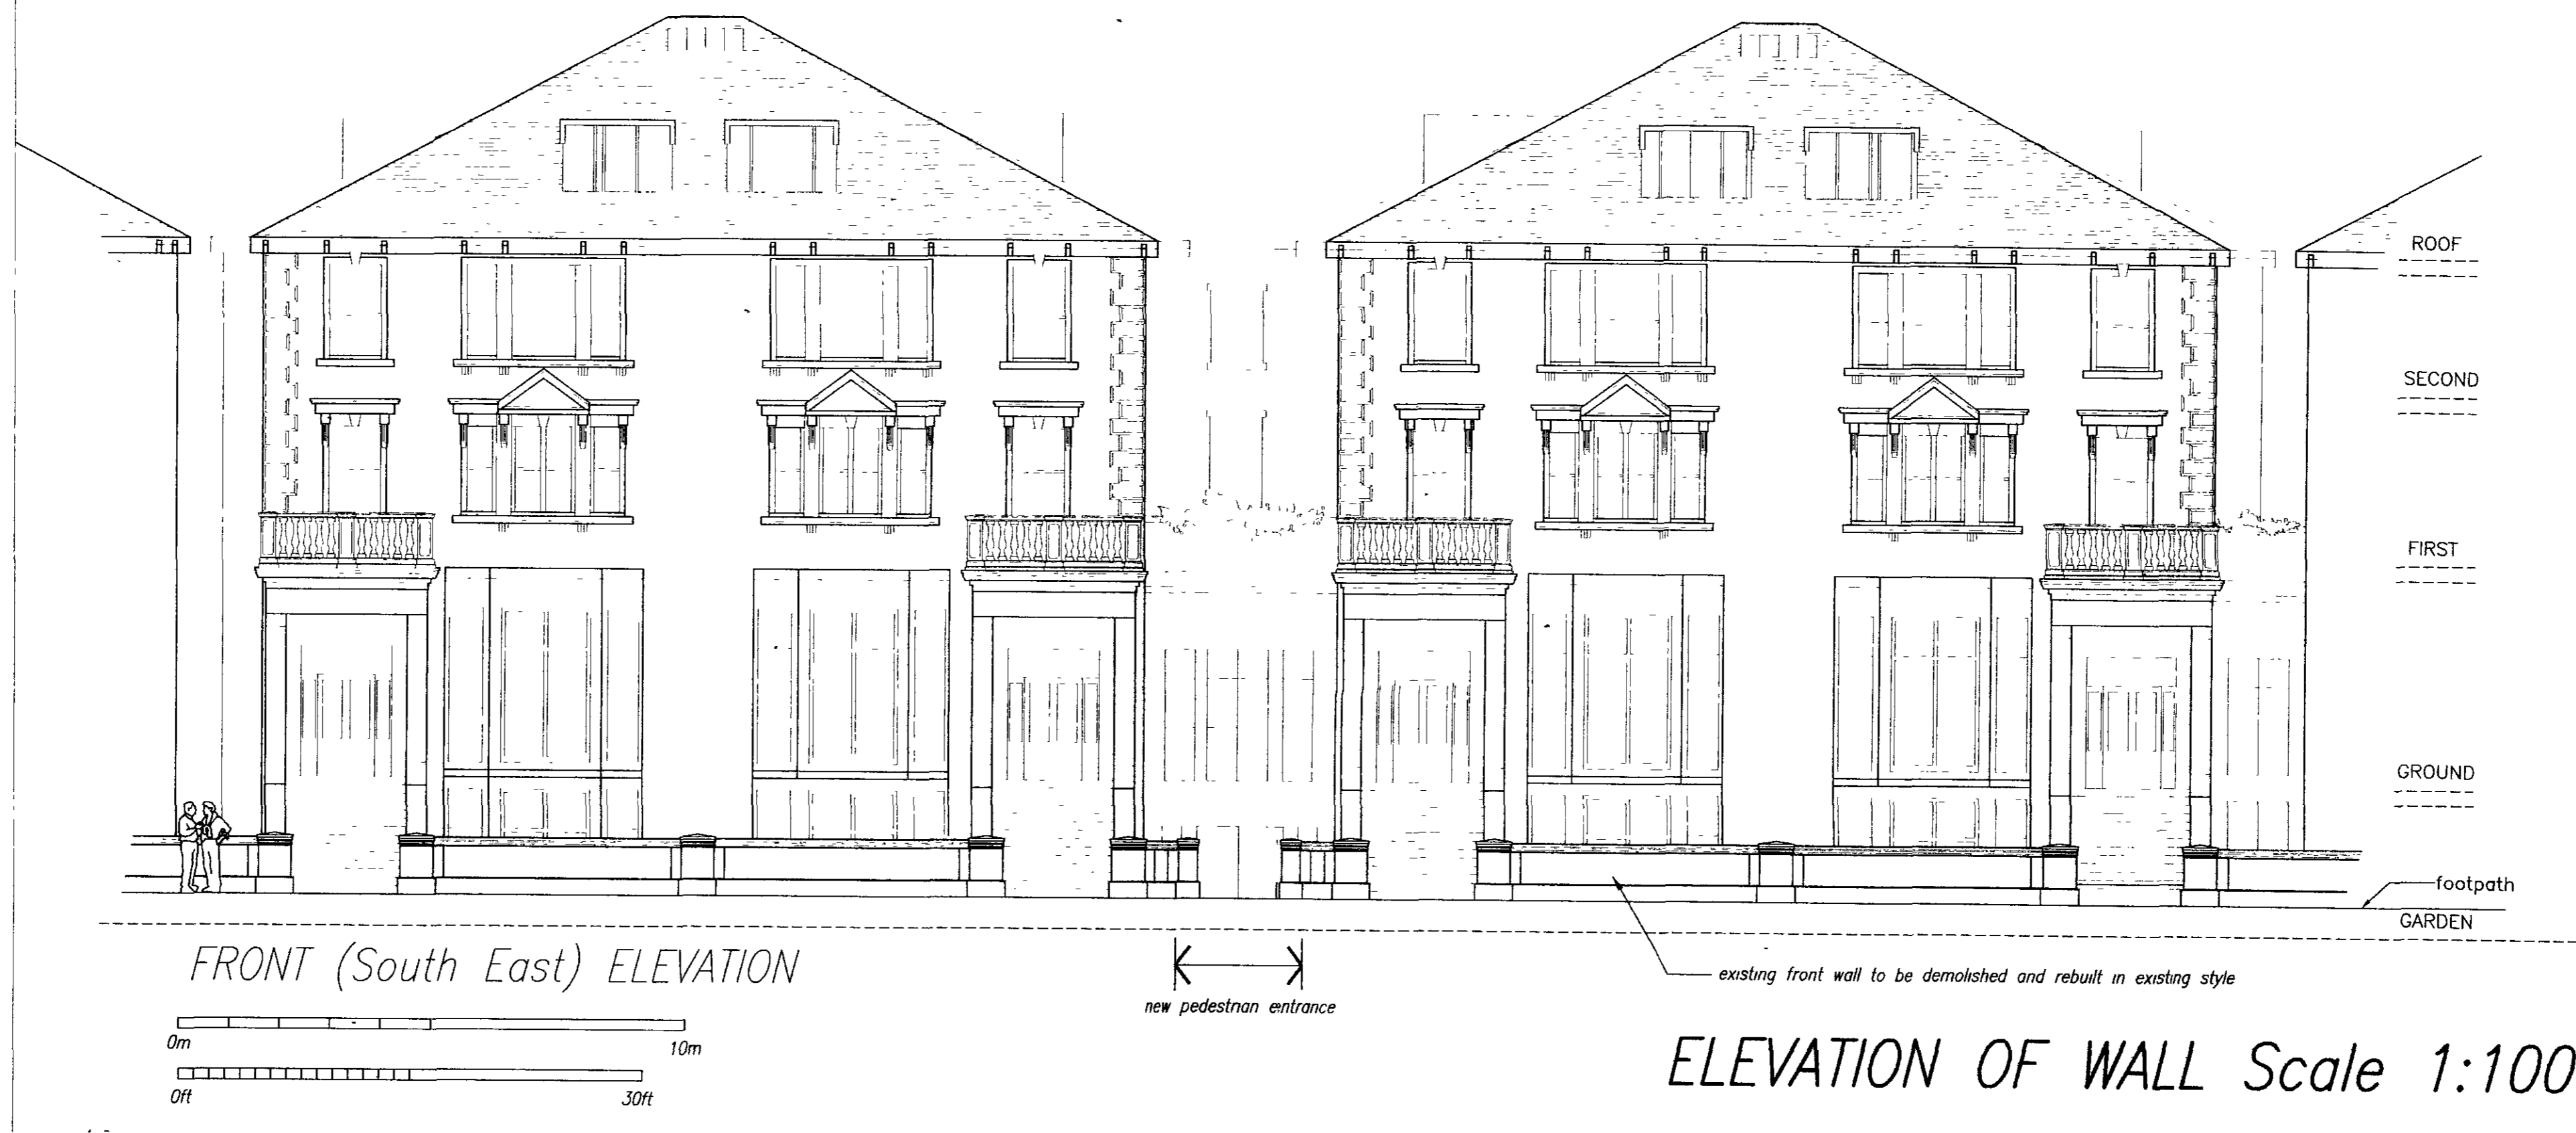 ROOF
SECOND
FIRST
GROUND
footpath
GARDEN
FRONT (South East) ELEVATION
existing front wall to be demolished and rebuilt in existing style
new pedestrian entrance
0m 10m
0ft 30ft
ELEVATION OF WALL Scale 1:100